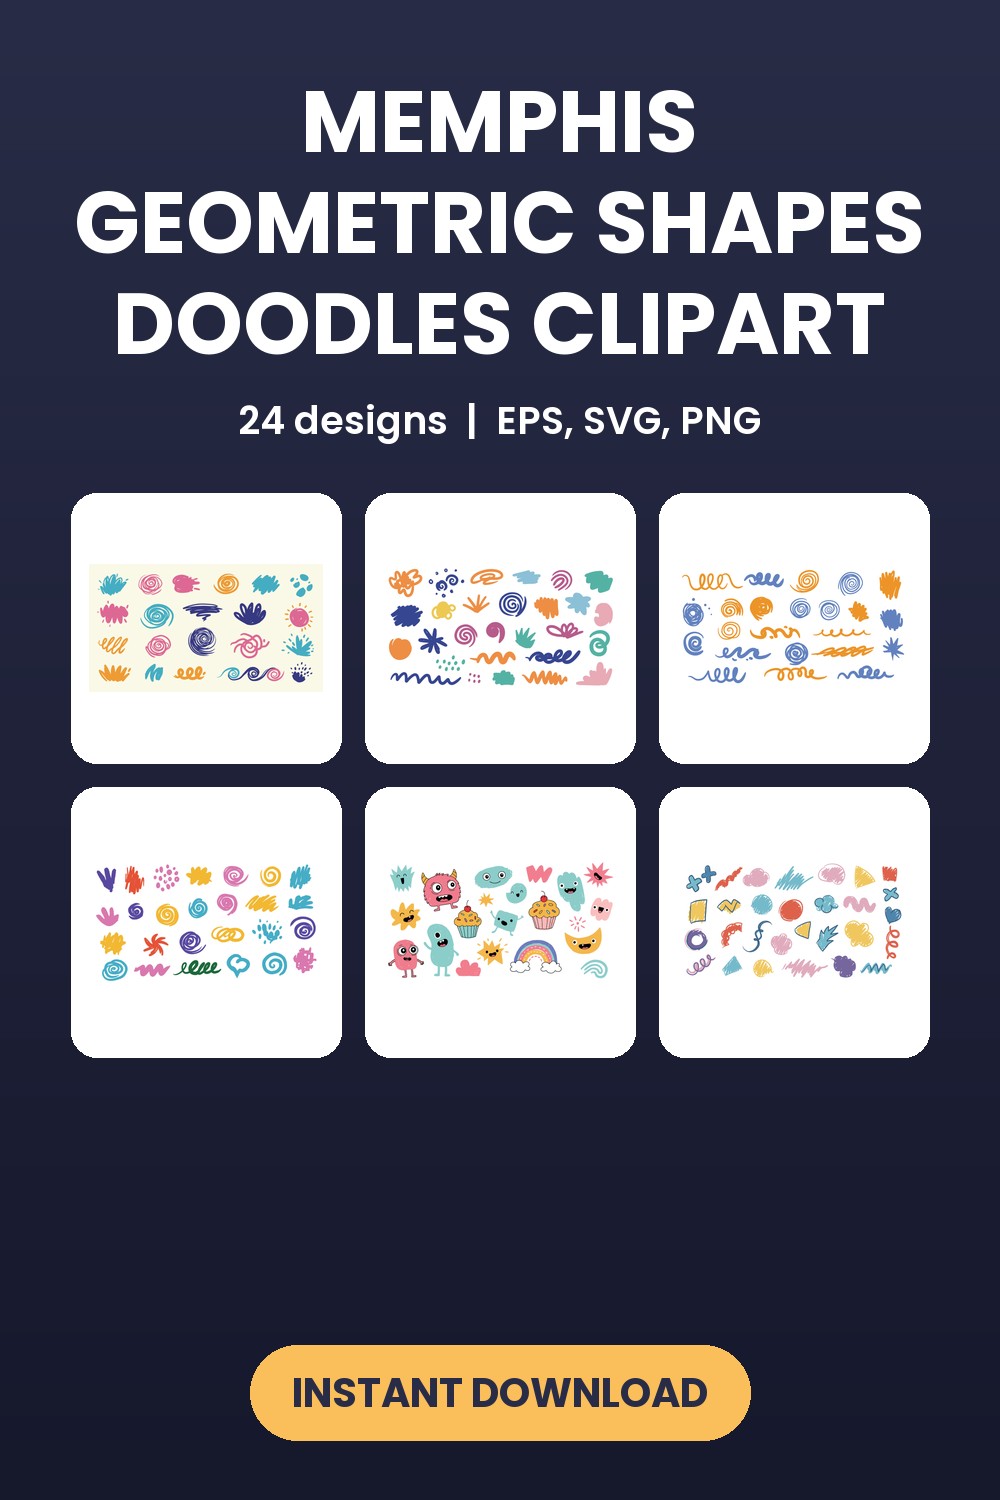 MEMPHIS
GEOMETRIC SHAPES
DOODLES CLIPART
24 designs | EPS, SVG, PNG
INSTANT DOWNLOAD